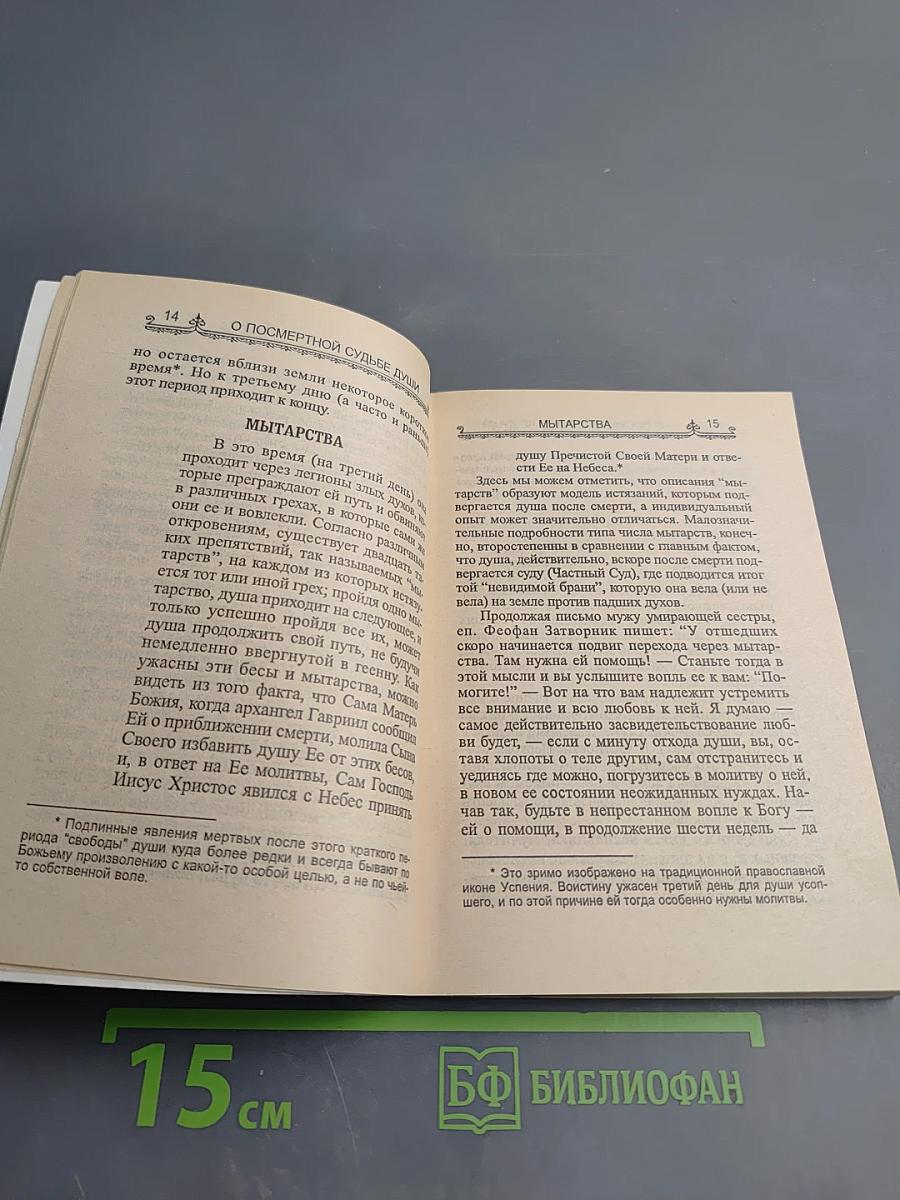 14
О ПОСМЕРТНОЙ СУДЬБЕ ДУШИ
но остается вблизи земли некоторое короткое
время*. Но к третьему дню (а часто и раньше)
этот период приходит к концу.
МЫТАРСТВА
В это время (на третий день) она
проходит через легионы злых духов, ко-
торые преграждают ей путь и обвиняют
в различных грехах, в которые сами же
они ее и вовлекли. Согласно различным
откровениям, существует двадцать та-
ких препятствий, так называемых “мы-
тарств”, на каждом из которых истязу-
ется тот или иной грех; пройдя одно мы-
тарство, душа приходит на следующее, и
только успешно пройдя все их, может
душа продолжить свой путь, не будучи
немедленно ввергнутой в геенну. Как
ужасны эти бесы и мытарства, можно
видеть из того факта, что Сама Матерь
Божия, когда архангел Гавриил сообщил
Ей о приближении смерти, молила Сына
Своего избавить душу Ее от этих бесов,
и, в ответ на Ее молитвы, Сам Господь
Иисус Христос явился с Небес принять
* Подлинные явления мертвых после этого краткого пе-
риода "свободы" души куда более редки и всегда бывают по
Божьему произволению с какой-то особой целью, а не по чьей-
то собственной воле.
МЫТАРСТВА
15
душу Пречистой Своей Матери и отве-
сти Ее на Небеса.*
Здесь мы можем отметить, что описания “мы-
тарств” образуют модель истязаний, которым под-
вергается душа после смерти, а индивидуальный
опыт может значительно отличаться. Малозначи-
тельные подробности типа числа мытарств, конеч-
но, второстепенны в сравнении с главным фактом,
что душа, действительно, вскоре после смерти под-
вергается суду (Частный Суд), где подводится итог
той “невидимой брани”, которую она вела (или не
вела) на земле против падших духов.
Продолжая письмо мужу умирающей сестры,
еп. Феофан Затворник пишет: “У отшедших
скоро начинается подвиг перехода через мытар-
ства. Там нужна ей помощь! — Станьте тогда в
этой мысли и вы услышите вопль ее к вам: “По-
могите!” — Вот на что вам надлежит устремить
все внимание и всю любовь к ней. Я думаю —
самое действительно засвидетельствование люб-
ви будет, — если с минуту отхода души, вы, ос-
тавя хлопоты о теле другим, сам отстранитесь и
уединясь где можно, погрузитесь в молитву о ней,
в новом ее состоянии неожиданных нуждах. На-
чав так, будьте в непрестанном вопле к Богу —
ей о помощи, в продолжение шести недель — да
* Это зримо изображено на традиционной православной
иконе Успения. Воистину ужасен третий день для души усоп-
шего, и по этой причине ей тогда особенно нужны молитвы.
15 см
БФ БИБЛИОФАН